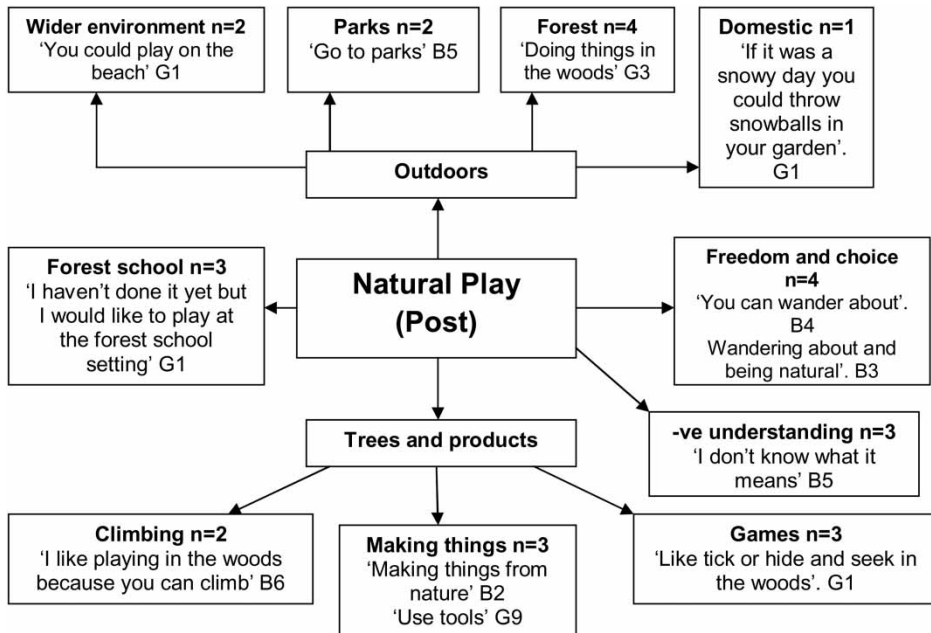 Wider environment n=2
‘You could play on the
beach’ G1
Parks n=2
‘Go to parks’ B5
Forest n=4
‘Doing things in
the woods’ G3
Domestic n=1
‘If it was a
snowy day you
could throw
snowballs in
your garden’.
G1
Outdoors
Forest school n=3
‘I haven’t done it yet but
I would like to play at
the forest school
setting’ G1
Natural Play
(Post)
Freedom and choice
n=4
‘You can wander about’.
B4
Wandering about and
being natural’. B3
Trees and products
-ve understanding n=3
‘I don’t know what it
means’ B5
Climbing n=2
‘I like playing in the woods
because you can climb’ B6
Making things n=3
‘Making things from
nature’ B2
‘Use tools’ G9
Games n=3
‘Like tick or hide and seek in
the woods’. G1